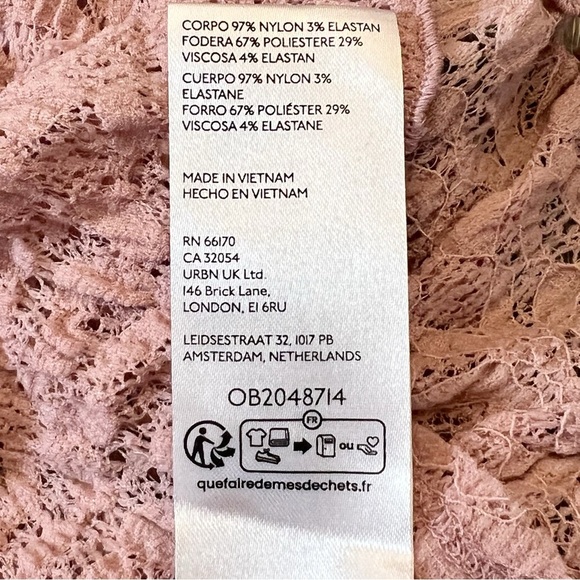 CORPO 97% NYLON 3% ELASTAN
FODERA 67% POLIESTERE 29%
VISCOSA 4% ELASTAN
CUERPO 97% NYLON 3%
ELASTANE
FORRO 67% POLIÉSTER 29%
VISCOSA 4% ELASTANE
MADE IN VIETNAM
HECHO EN VIETNAM
RN 66170
CA 32054
URBN UK Ltd.
146 Brick Lane,
LONDON, E1 6RU
LEIDSESTRAAT 32, 1017 PB
AMSTERDAM, NETHERLANDS
OB2048714
FR
ou
quefairedemesdechets.fr